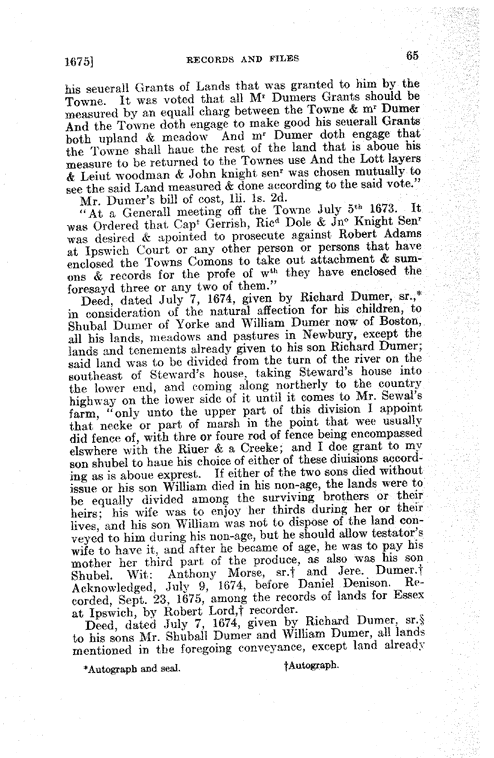 1675] RECORDS AND FILES 65
his seuerall Grants of Lands that was granted to him by the
Towne. It was voted that all Mr Dumers Grants should be
measured by an equall charg between the Towne & mr Dumer
And the Towne doth engage to make good his seuerall Grants
both upland & meadow And mr Dumer doth engage that
the Towne shall haue the rest of the land that is aboue his
measure to be returned to the Townes use And the Lott layers
& Leiut woodman & John knight senr was chosen mutually to
see the said Land measured & done according to the said vote."
Mr. Dumer's bill of cost, 1li. 1s. 2d.
"At a Generall meeting off the Towne July 5th 1673. It
was Ordered that Capt Gerrish, Ricd Dole & Jno Knight Senr
was desired & apointed to prosecute against Robert Adams
at Ipswich Court or any other person or persons that have
enclosed the Towns Comons to take out attachment & sum-
ons & records for the profe of wth they have enclosed the
foresayd three or any two of them."
Deed, dated July 7, 1674, given by Richard Dumer, sr.,*
in consideration of the natural affection for his children, to
Shubal Dumer of Yorke and William Dumer now of Boston,
all his lands, meadows and pastures in Newbury, except the
lands and tenements already given to his son Richard Dumer;
said land was to be divided from the turn of the river on the
southeast of Steward's house, taking Steward's house into
the lower end, and coming along northerly to the country
highway on the lower side of it until it comes to Mr. Sewal's
farm, "only unto the upper part of this division I appoint
that necke or part of marsh in the point that wee usually
did fence of, with thre or foure rod of fence being encompassed
elswhere with the Riuer & a Creeke; and I doe grant to my
son shubel to haue his choice of either of these diuisions accord-
ing as is aboue exprest. If either of the two sons died without
issue or his son William died in his non-age, the lands were to
be equally divided among the surviving brothers or their
heirs; his wife was to enjoy her thirds during her or their
lives, and his son William was not to dispose of the land con-
veyed to him during his non-age, but he should allow testator's
wife to have it, and after he became of age, he was to pay his
mother her third part of the produce, as also was his son
Shubel. Wit: Anthony Morse, sr.† and Jere. Dumer.†
Acknowledged, July 9, 1674, before Daniel Denison. Re-
corded, Sept. 23, 1675, among the records of lands for Essex
at Ipswich, by Robert Lord,† recorder.
Deed, dated July 7, 1674, given by Richard Dumer, sr.§
to his sons Mr. Shuball Dumer and William Dumer, all lands
mentioned in the foregoing conveyance, except land already
*Autograph and seal. †Autograph.